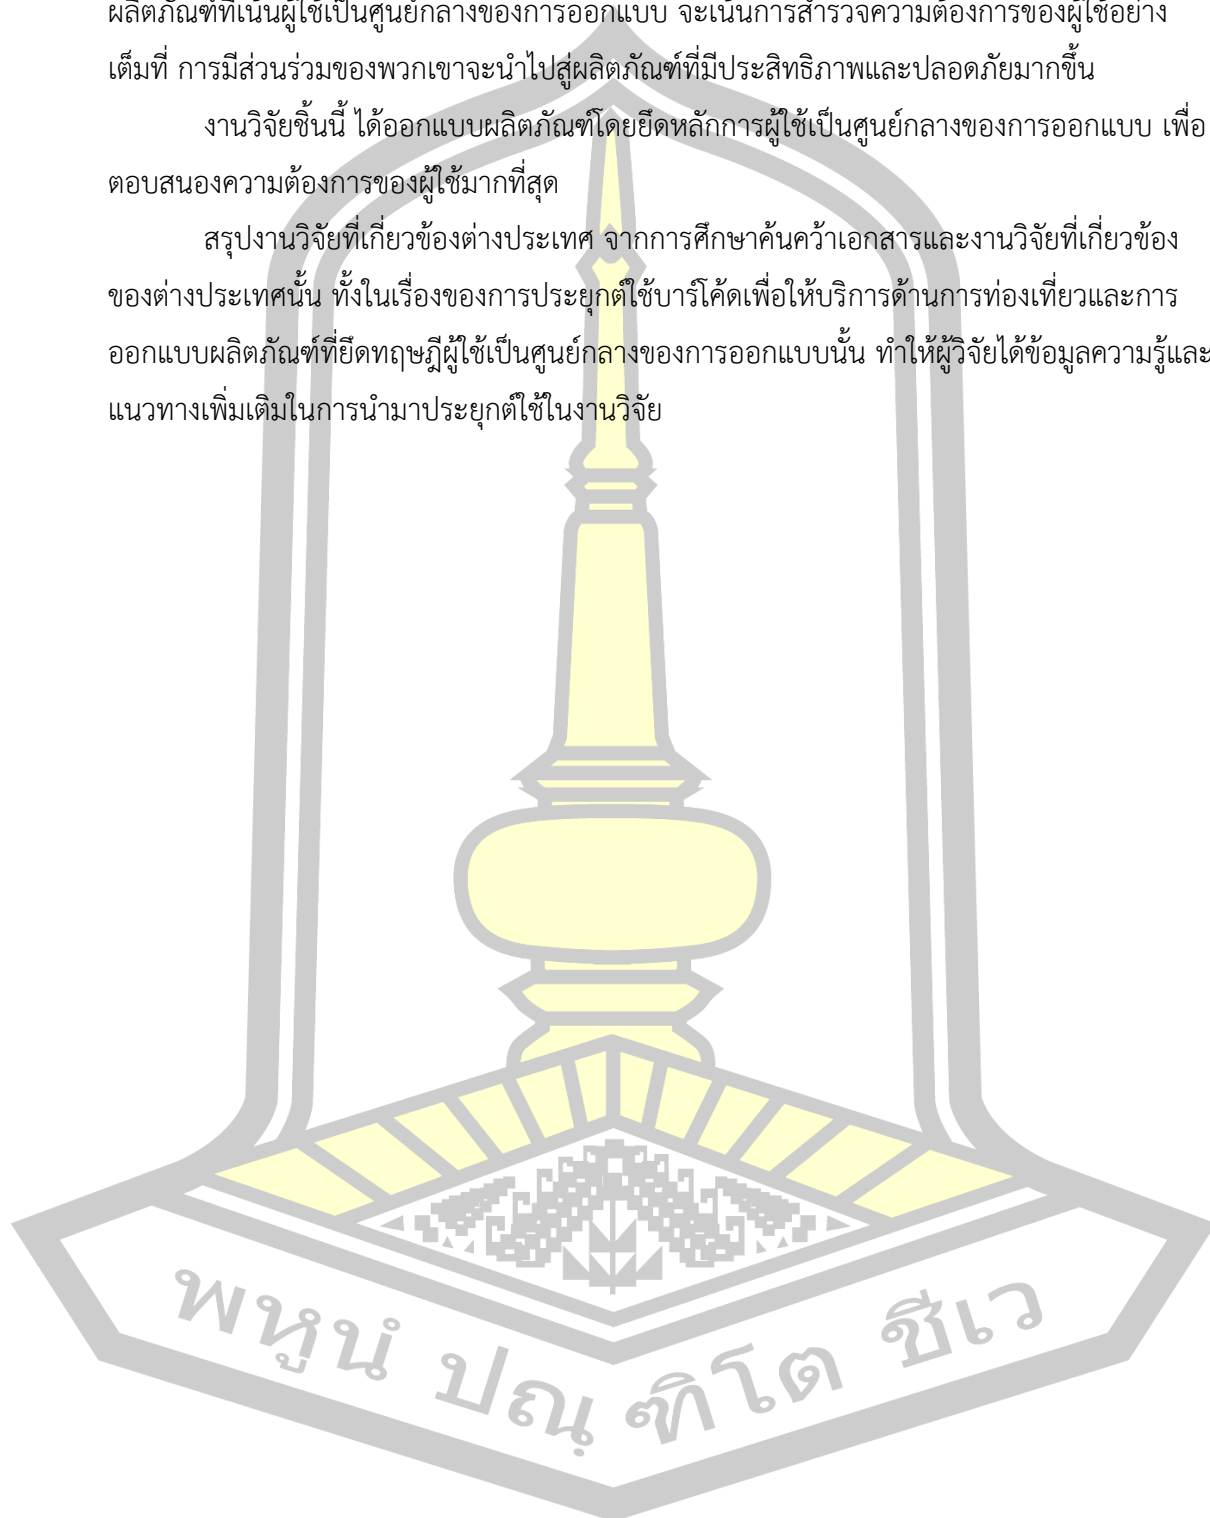 ผลิตภัณฑ์ที่เน้นผู้ใช้เป็นศูนย์กลางของการออกแบบ จะเน้นการสำรวจความต้องการของผู้ใช้อย่าง
เต็มที่ การมีส่วนร่วมของพวกเขาจะนำไปสู่ผลิตภัณฑ์ที่มีประสิทธิภาพและปลอดภัยมากขึ้น
งานวิจัยชิ้นนี้ ได้ออกแบบผลิตภัณฑ์โดยยึดหลักการผู้ใช้เป็นศูนย์กลางของการออกแบบ เพื่อ
ตอบสนองความต้องการของผู้ใช้มากที่สุด
สรุปงานวิจัยที่เกี่ยวข้องต่างประเทศ จากการศึกษาค้นคว้าเอกสารและงานวิจัยที่เกี่ยวข้อง
ของต่างประเทศนั้น ทั้งในเรื่องของการประยุกต์ใช้บาร์โค้ดเพื่อให้บริการด้านการท่องเที่ยวและการ
ออกแบบผลิตภัณฑ์ที่ยึดทฤษฎีผู้ใช้เป็นศูนย์กลางของการออกแบบนั้น ทำให้ผู้วิจัยได้ข้อมูลความรู้และ
แนวทางเพิ่มเติมในการนำมาประยุกต์ใช้ในงานวิจัย
พหูนํ ปณฺฑิโต ชีเว